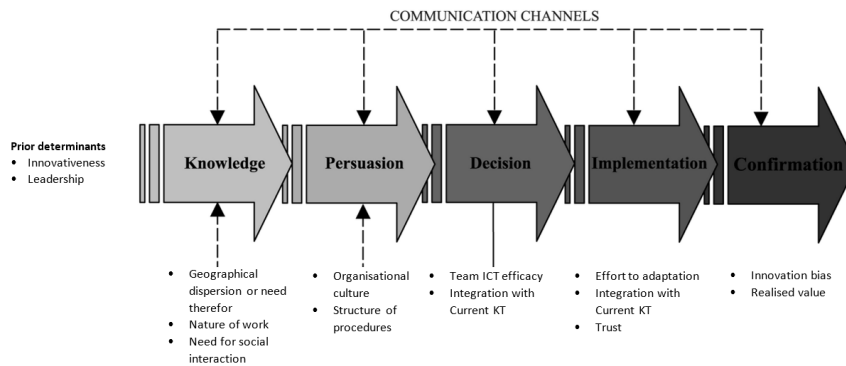 COMMUNICATION CHANNELS
Prior determinants
• Innovativeness
• Leadership
Knowledge
Persuasion
Decision
Implementation
Confirmation
• Geographical
dispersion or need
therefor
• Nature of work
• Need for social
interaction
• Organisational
culture
• Structure of
procedures
• Team ICT efficacy
• Integration with
Current KT
• Effort to adaptation
• Integration with
Current KT
• Trust
• Innovation bias
• Realised value